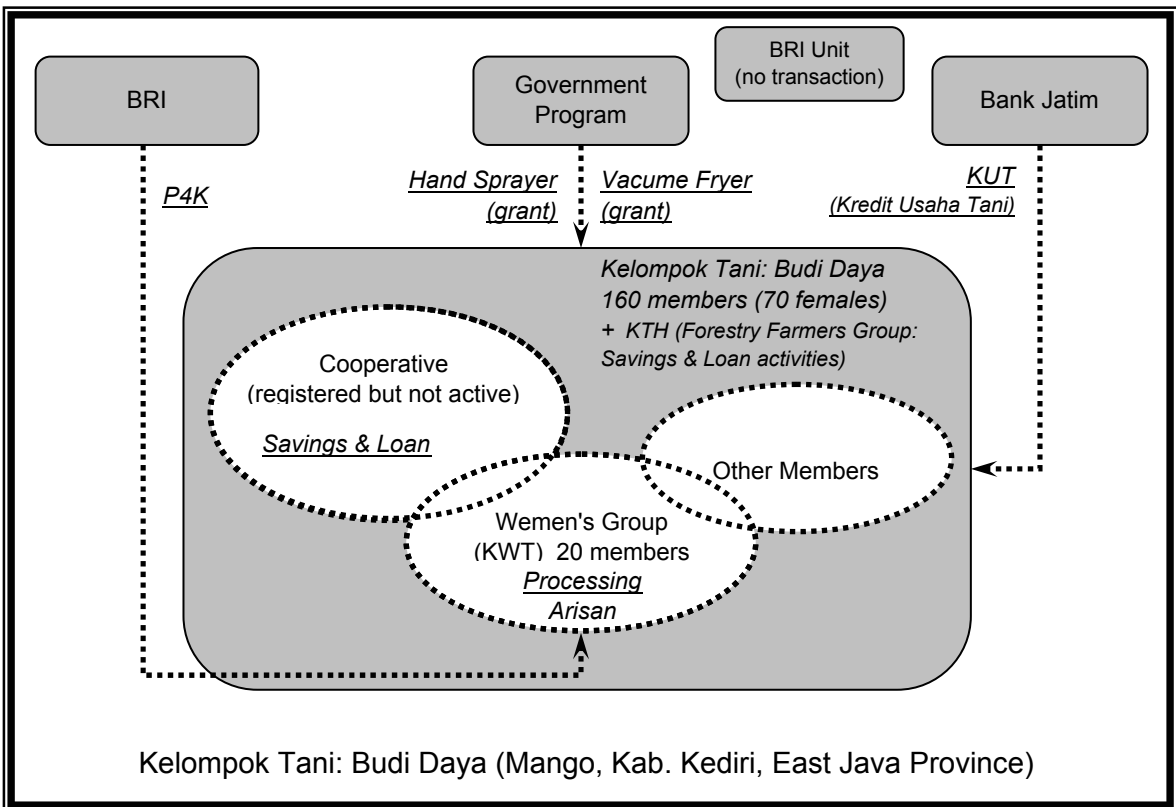 BRI Unit
(no transaction)
BRI
Government
Program
Bank Jatim
P4K
Hand Sprayer
(grant)
Vacume Fryer
(grant)
KUT
(Kredit Usaha Tani)
Kelompok Tani: Budi Daya
160 members (70 females)
+ KTH (Forestry Farmers Group:
Savings & Loan activities)
Cooperative
(registered but not active)
Savings & Loan
Other Members
Wemen's Group
(KWT) 20 members
Processing
Arisan
Kelompok Tani: Budi Daya (Mango, Kab. Kediri, East Java Province)